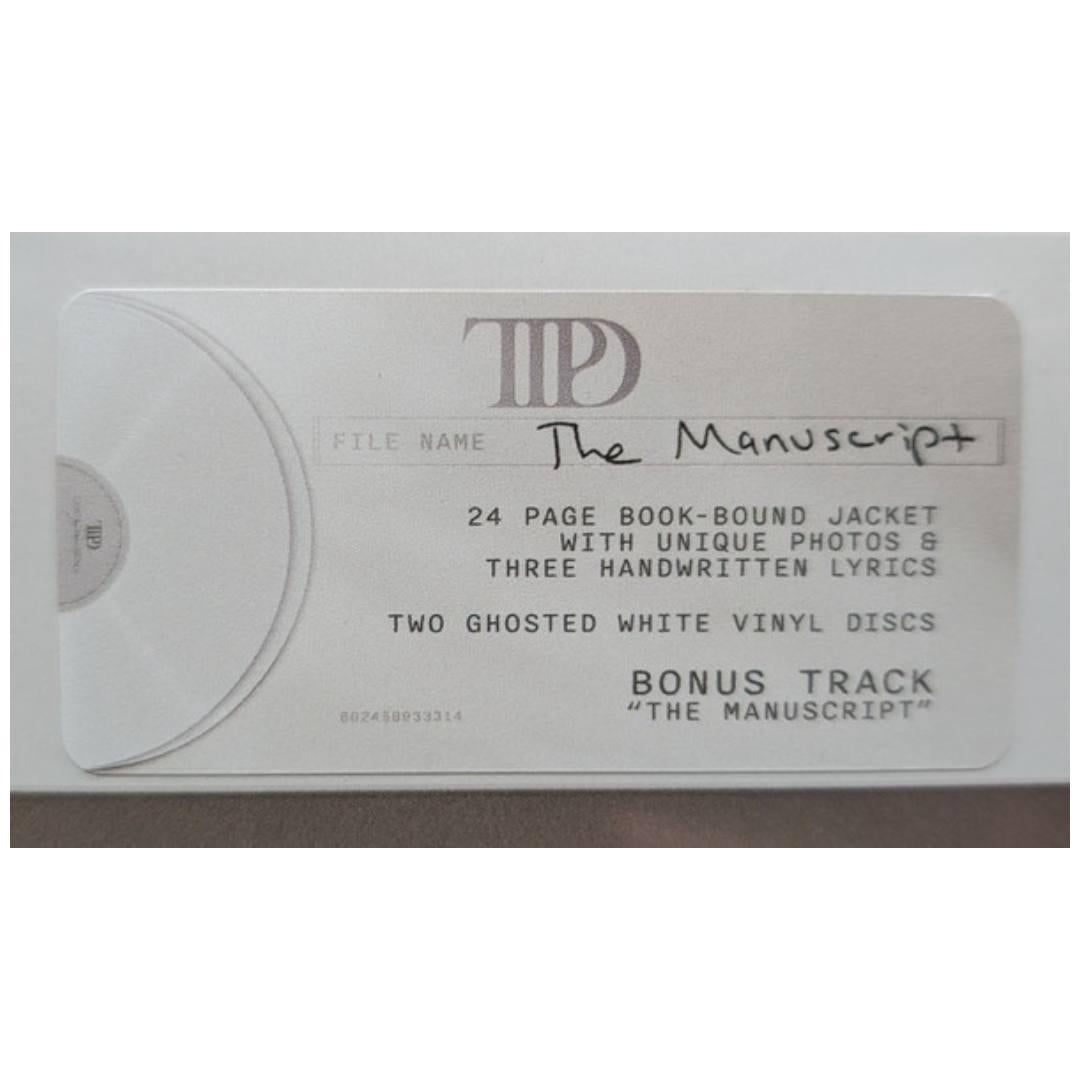 TTPD
FILE NAME The Manuscript
24 PAGE BOOK-BOUND JACKET
WITH UNIQUE PHOTOS &
THREE HANDWRITTEN LYRICS
TWO GHOSTED WHITE VINYL DISCS
BONUS TRACK
“THE MANUSCRIPT”
602458933314
TTPD